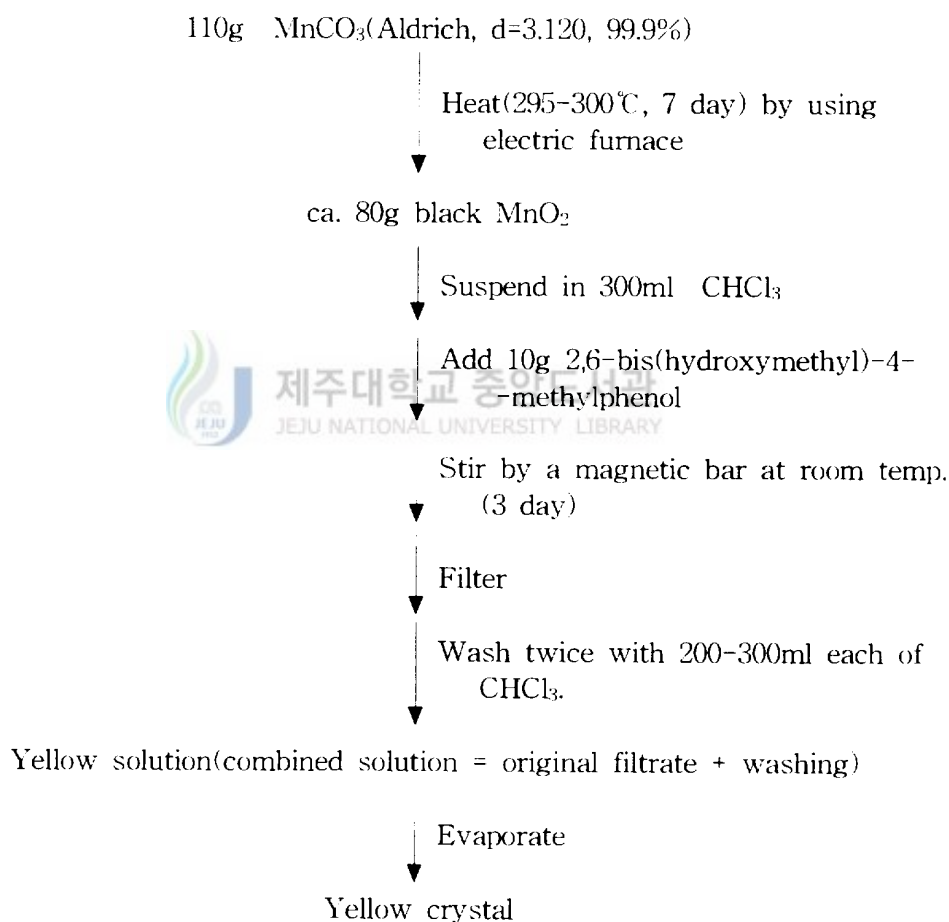 110g MnCO₃(Aldrich, d=3.120, 99.9%)
Heat(295-300℃, 7 day) by using
electric furnace
ca. 80g black MnO₂
Suspend in 300ml CHCl₃
Add 10g 2,6-bis(hydroxymethyl)-4-
-methylphenol
제주대학교 중앙도서관
JEJU NATIONAL UNIVERSITY LIBRARY
JEJU
1952
Stir by a magnetic bar at room temp.
(3 day)
Filter
Wash twice with 200-300ml each of
CHCl₃.
Yellow solution(combined solution = original filtrate + washing)
Evaporate
Yellow crystal